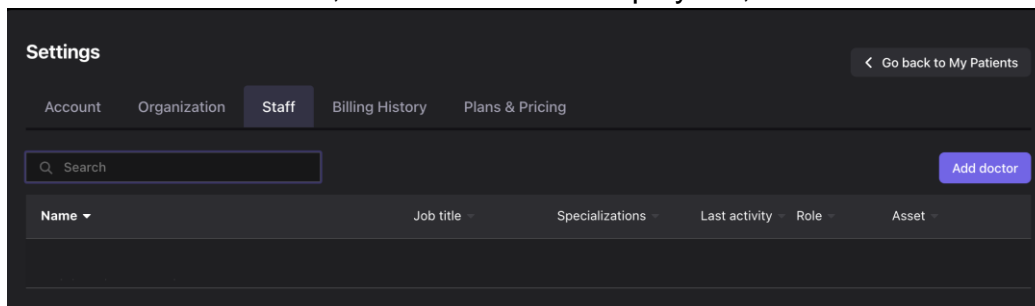 Settings
Go back to My Patients
Account Organization Staff Billing History Plans & Pricing
Search
Add doctor
Name Job title Specializations Last activity Role Asset